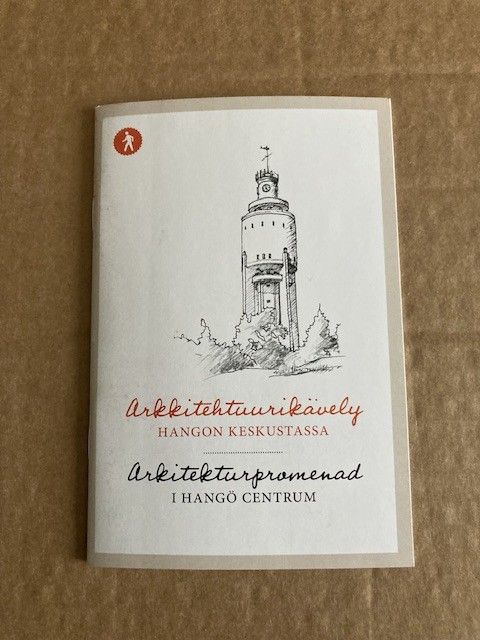 Arkkitehtuurikävely
HANGON KESKUSTASSA
Arkitekturpromenad
I HANGÖ CENTRUM